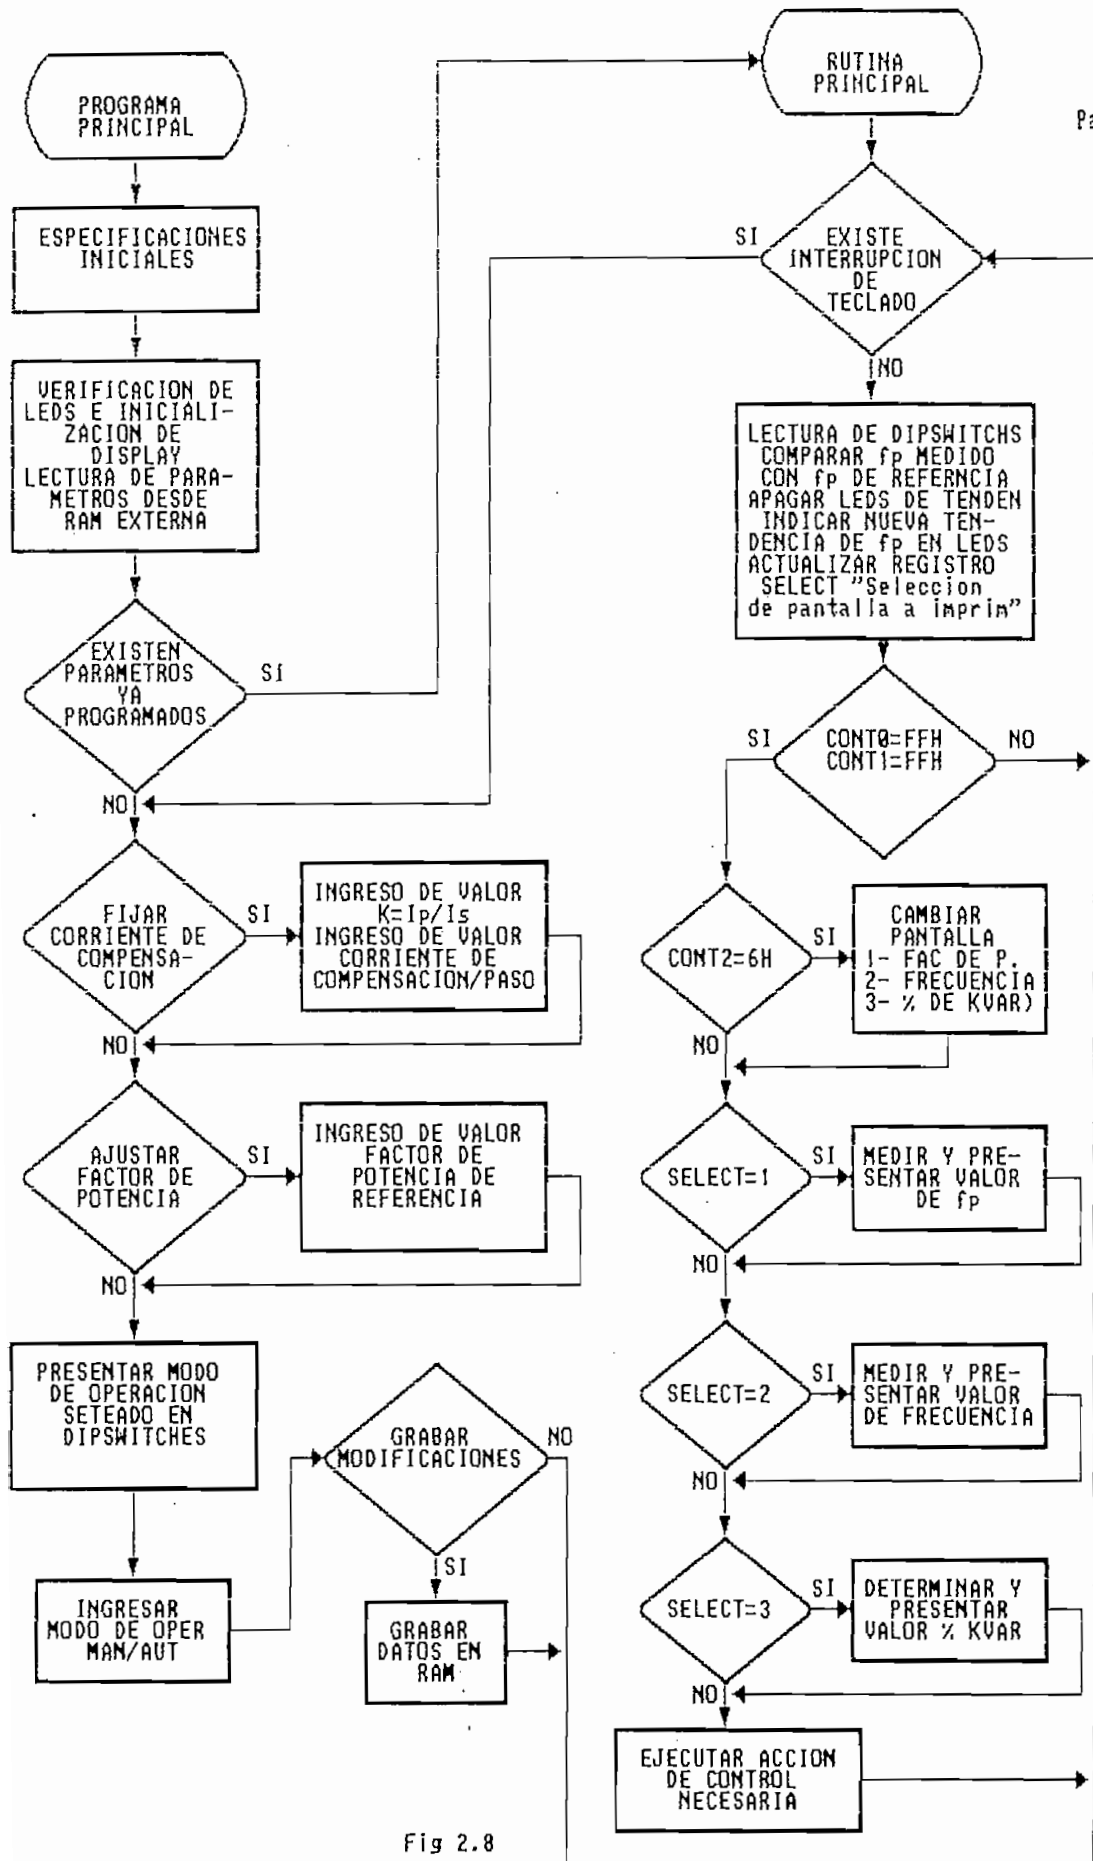 PROGRAMA
PRINCIPAL
ESPECIFICACIONES
INICIALES
VERIFICACION DE
LEDS E INICIALI-
ZACION DE
DISPLAY
LECTURA DE PARA-
METROS DESDE
RAM EXTERNA
EXISTEN
PARAMETROS
YA
PROGRAMADOS
SI
NO
FIJAR
CORRIENTE DE
COMPENSA-
CION
SI
INGRESO DE VALOR
K=Ip/Is
INGRESO DE VALOR
CORRIENTE DE
COMPENSACION/PASO
NO
AJUSTAR
FACTOR DE
POTENCIA
SI
INGRESO DE VALOR
FACTOR DE
POTENCIA DE
REFERENCIA
NO
PRESENTAR MODO
DE OPERACION
SETEADO EN
DIPSWITCHES
INGRESAR
MODO DE OPER
MAN/AUT
GRABAR
MODIFICACIONES
NO
SI
GRABAR
DATOS EN
RAM
RUTINA
PRINCIPAL
Pa
EXISTE
INTERRUPCION
DE
TECLADO
SI
NO
LECTURA DE DIPSWITCHS
COMPARAR fp MEDIDO
CON fp DE REFERNCIA
APAGAR LEDS DE TENDEN
INDICAR NUEVA TEN-
DENCIA DE fp EN LEDS
ACTUALIZAR REGISTRO
SELECT "Seleccion
de pantalla a imprim"
CONT0=FFH
CONT1=FFH
SI
NO
CONT2=6H
SI
CAMBIAR
PANTALLA
1- FAC DE P.
2- FRECUENCIA
3- % DE KVAR)
NO
SELECT=1
SI
MEDIR Y PRE-
SENTAR VALOR
DE fp
NO
SELECT=2
SI
MEDIR Y PRE-
SENTAR VALOR
DE FRECUENCIA
NO
SELECT=3
SI
DETERMINAR Y
PRESENTAR
VALOR % KVAR
NO
EJECUTAR ACCION
DE CONTROL
NECESARIA
Fig 2.8